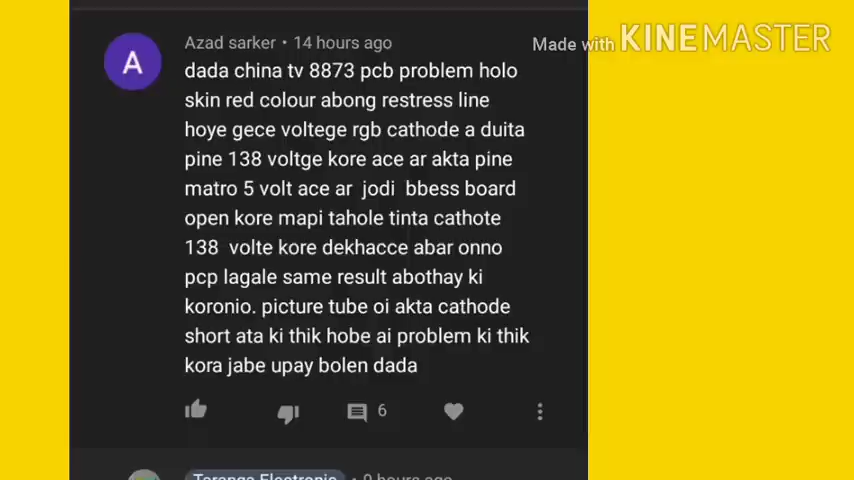 Azad sarker • 14 hours ago
Made with KINEMASTER
A
dada china tv 8873 pcb problem holo
skin red colour abong restress line
hoye gece voltege rgb cathode a duita
pine 138 voltge kore ace ar akta pine
matro 5 volt ace ar jodi bbess board
open kore mapi tahole tinta cathote
138 volte kore dekhacce abar onno
pcp lagale same result abothay ki
koronio. picture tube oi akta cathode
short ata ki thik hobe ai problem ki thik
kora jabe upay bolen dada
6
Taranga Electronic • 9 hours ago